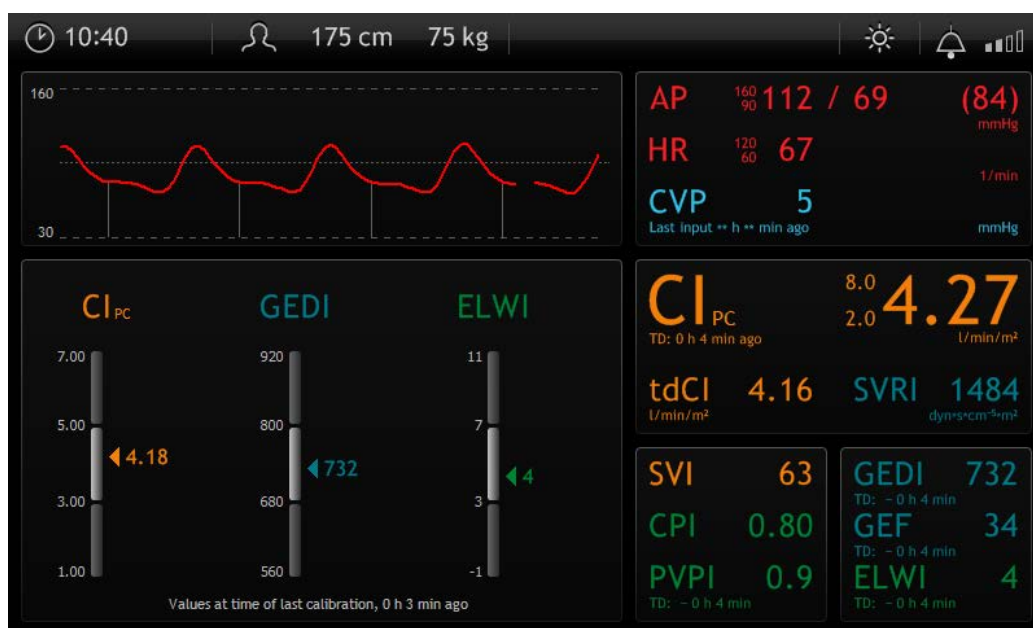 10:40 175 cm 75 kg
160
30
AP 160 90 112 / 69 (84)
mmHg
HR 120 60 67
1/min
CVP 5
Last input ** h ** min ago mmHg
CI PC GEDI ELWI
7.00 920 11
5.00 800 7
4.18 732 4
3.00 680 3
1.00 560 -1
Values at time of last calibration, 0 h 3 min ago
CI PC 8.0 2.0 4.27
TD: 0 h 4 min ago l/min/m²
tdCI 4.16 SVRI 1484
l/min/m² dyn•s•cm⁻⁵•m²
SVI 63
CPI 0.80
PVPI 0.9
TD: - 0 h 4 min
GEDI 732
TD: - 0 h 4 min
GEF 34
TD: - 0 h 4 min
ELWI 4
TD: - 0 h 4 min